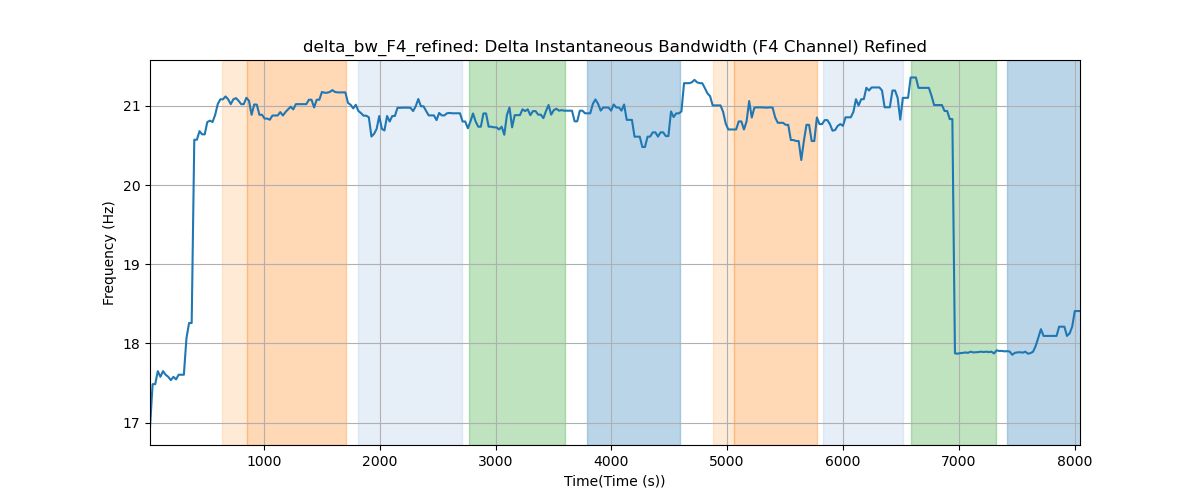 delta_bw_F4_refined: Delta Instantaneous Bandwidth (F4 Channel) Refined
Frequency (Hz)
21
20
19
18
17
1000 2000 3000 4000 5000 6000 7000 8000
Time(Time (s))